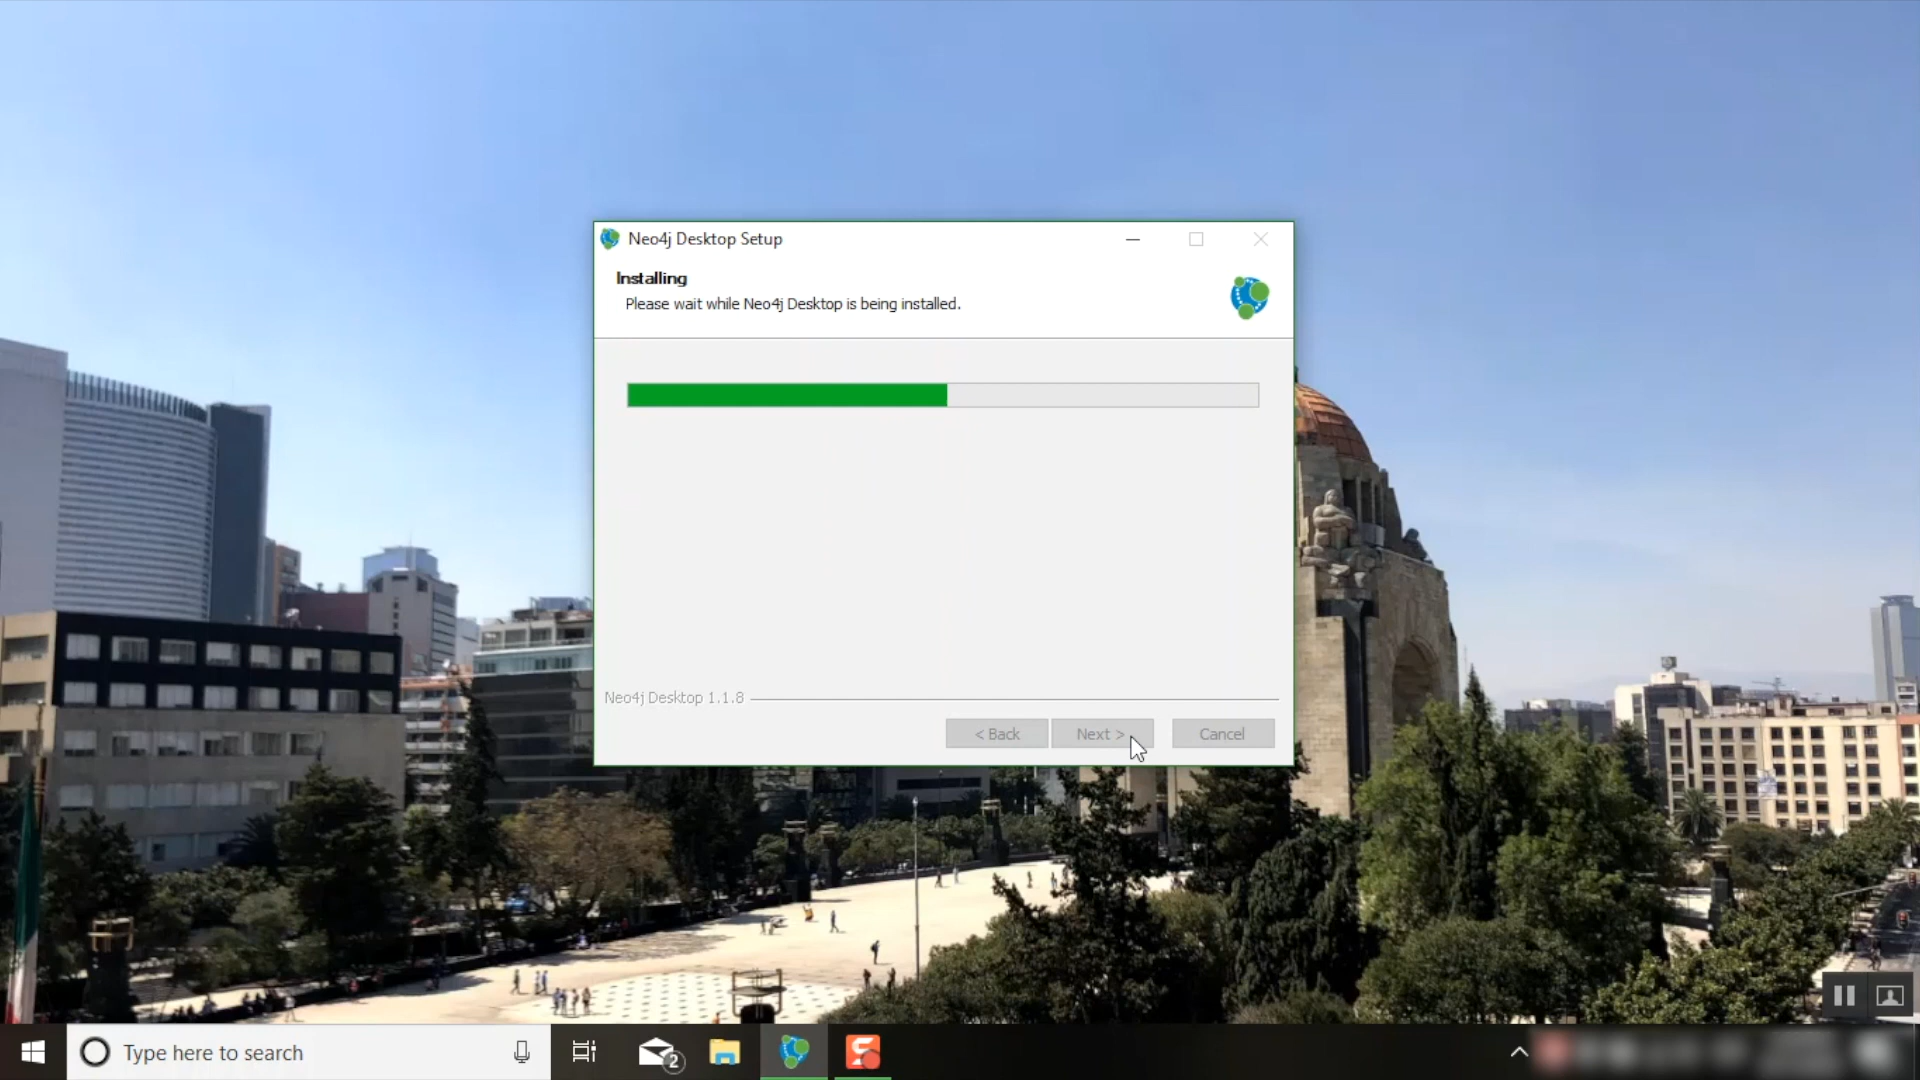 Neo4j Desktop Setup
Installing
Please wait while Neo4j Desktop is being installed.
Neo4j Desktop 1.1.8
< Back
Next >
Cancel
Type here to search
2